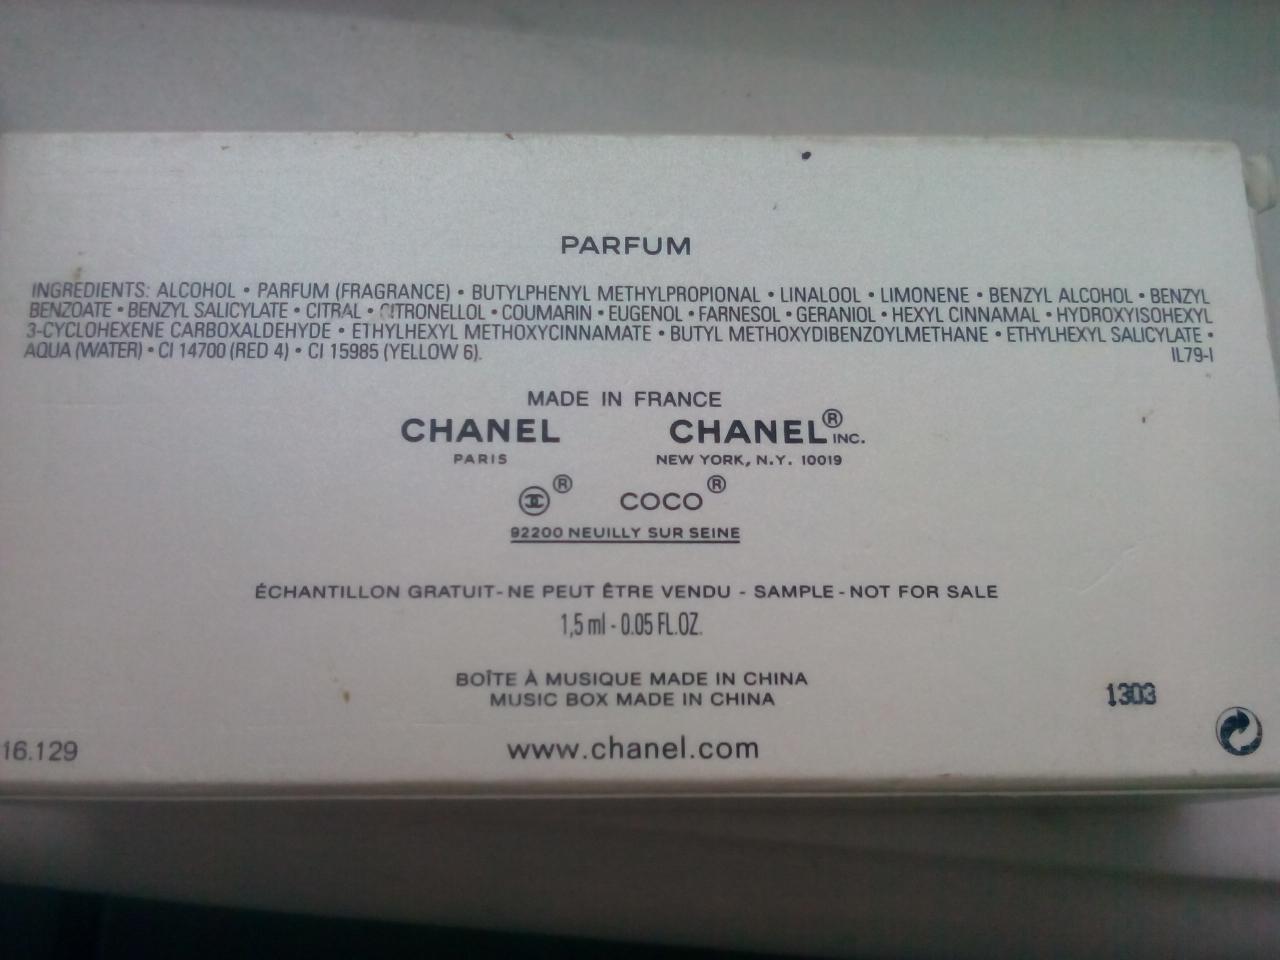 PARFUM
INGREDIENTS: ALCOHOL • PARFUM (FRAGRANCE) • BUTYLPHENYL METHYLPROPIONAL • LINALOOL • LIMONENE • BENZYL ALCOHOL • BENZYL
BENZOATE • BENZYL SALICYLATE • CITRAL • CITRONELLOL • COUMARIN • EUGENOL • FARNESOL • GERANIOL • HEXYL CINNAMAL • HYDROXYISOHEXYL
3-CYCLOHEXENE CARBOXALDEHYDE • ETHYLHEXYL METHOXYCINNAMATE • BUTYL METHOXYDIBENZOYLMETHANE • ETHYLHEXYL SALICYLATE •
AQUA (WATER) • CI 14700 (RED 4) • CI 15985 (YELLOW 6). IL79-I
MADE IN FRANCE
CHANEL CHANEL® INC.
PARIS NEW YORK, N.Y. 10019
® COCO®
92200 NEUILLY SUR SEINE
ÉCHANTILLON GRATUIT - NE PEUT ÊTRE VENDU - SAMPLE - NOT FOR SALE
1,5 ml - 0.05 FL.OZ.
BOÎTE À MUSIQUE MADE IN CHINA
MUSIC BOX MADE IN CHINA
1303
16.129 www.chanel.com